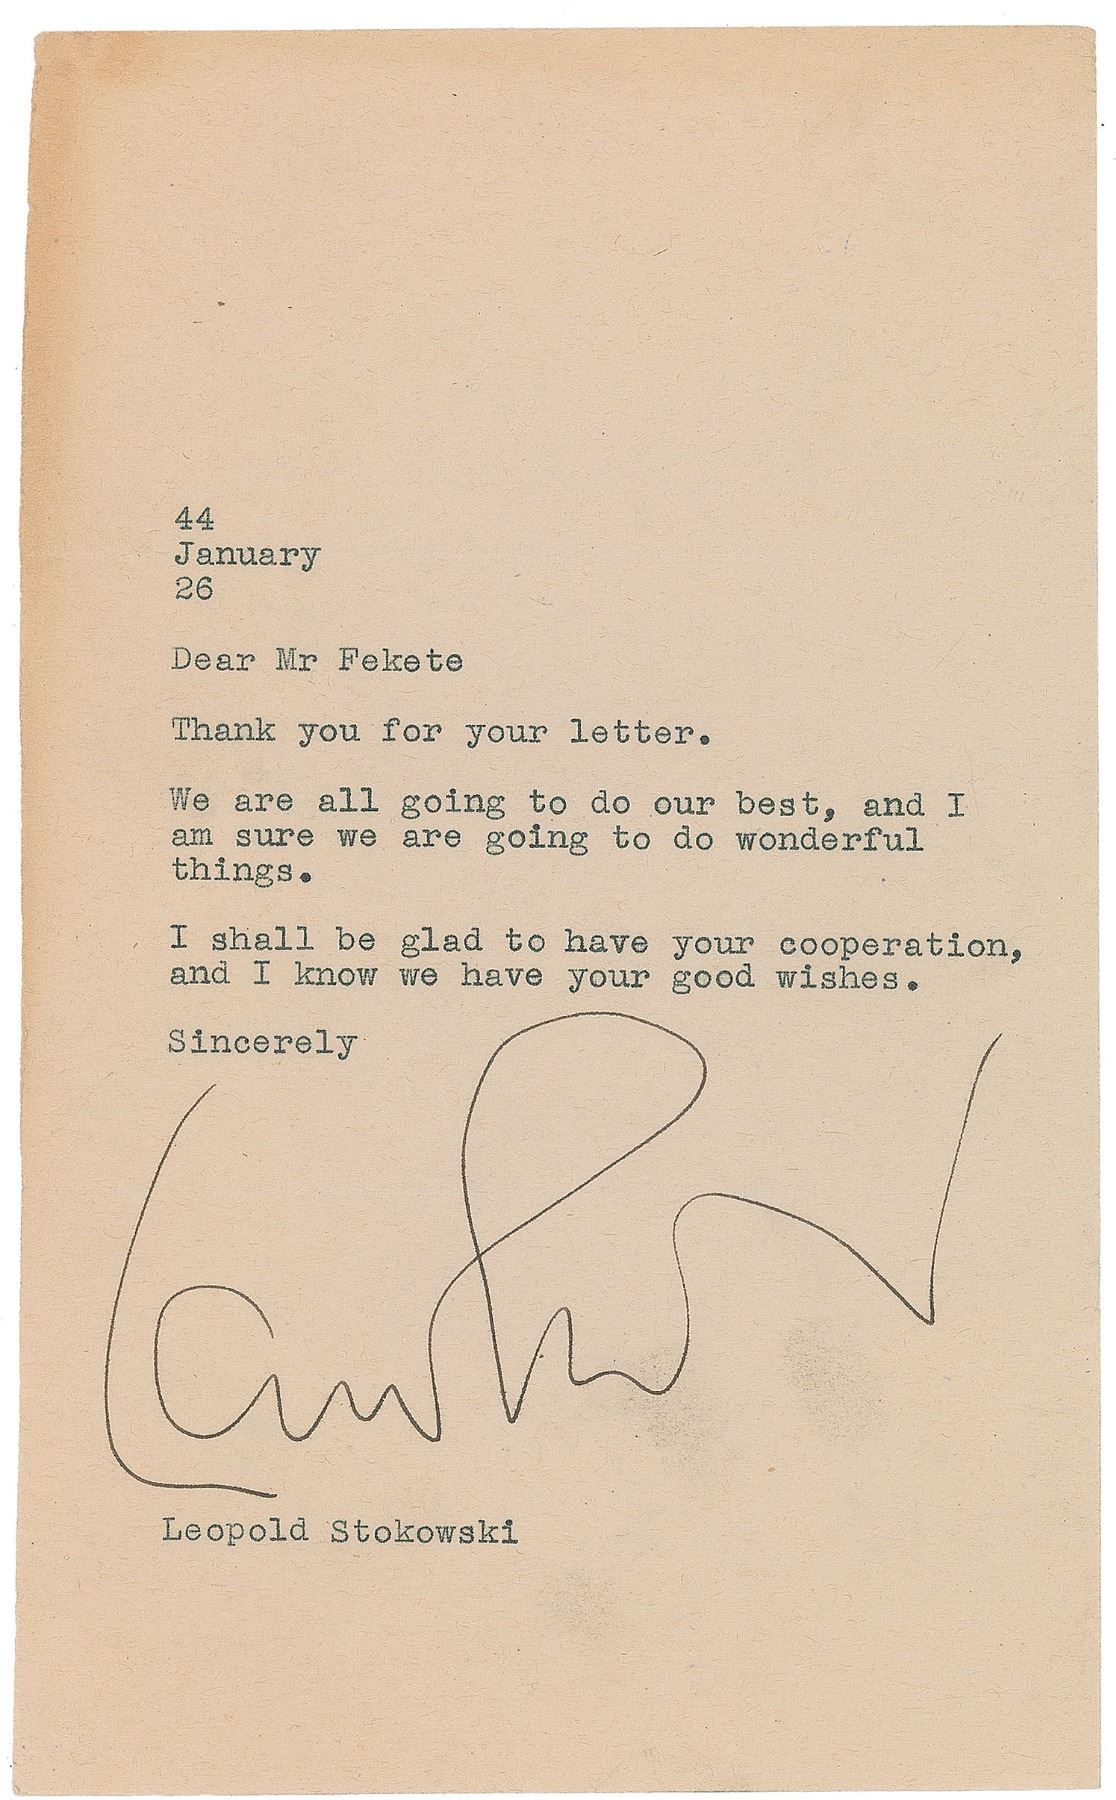 44
January
26
Dear Mr Fekete
Thank you for your letter.
We are all going to do our best, and I
am sure we are going to do wonderful
things.
I shall be glad to have your cooperation,
and I know we have your good wishes.
Sincerely
Leopold Stokowski